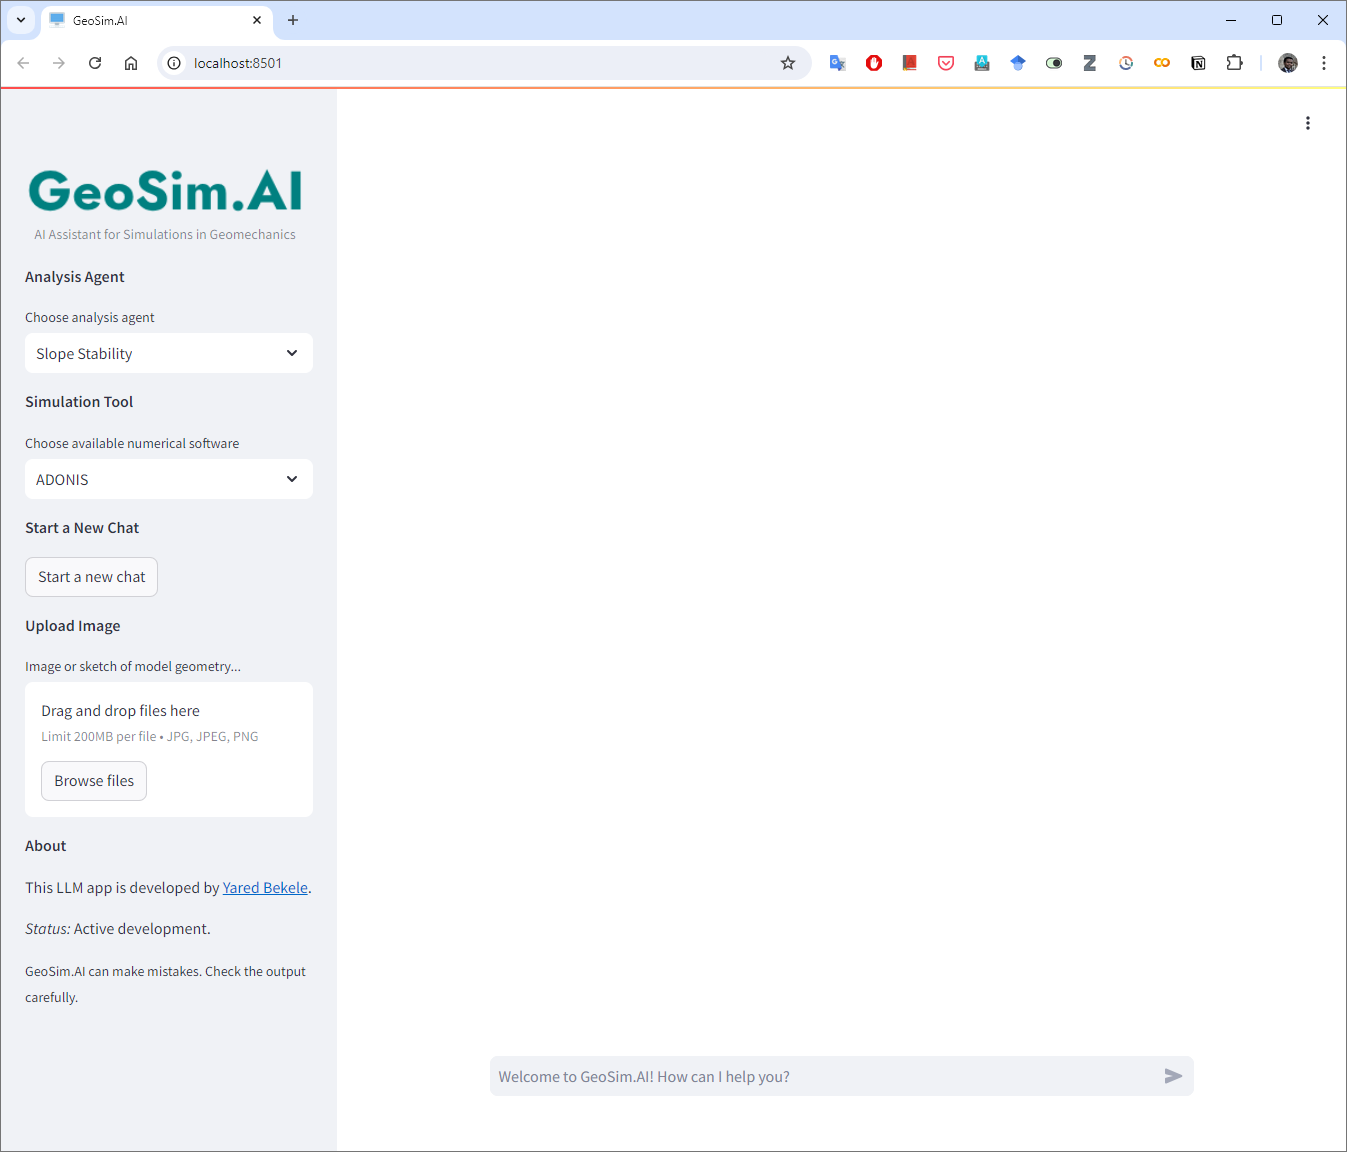 GeoSim.AI
localhost:8501
GeoSim.AI
AI Assistant for Simulations in Geomechanics
Analysis Agent
Choose analysis agent
Slope Stability
Simulation Tool
Choose available numerical software
ADONIS
Start a New Chat
Start a new chat
Upload Image
Image or sketch of model geometry...
Drag and drop files here
Limit 200MB per file • JPG, JPEG, PNG
Browse files
About
This LLM app is developed by Yared Bekele.
Status: Active development.
GeoSim.AI can make mistakes. Check the output
carefully.
Welcome to GeoSim.AI! How can I help you?